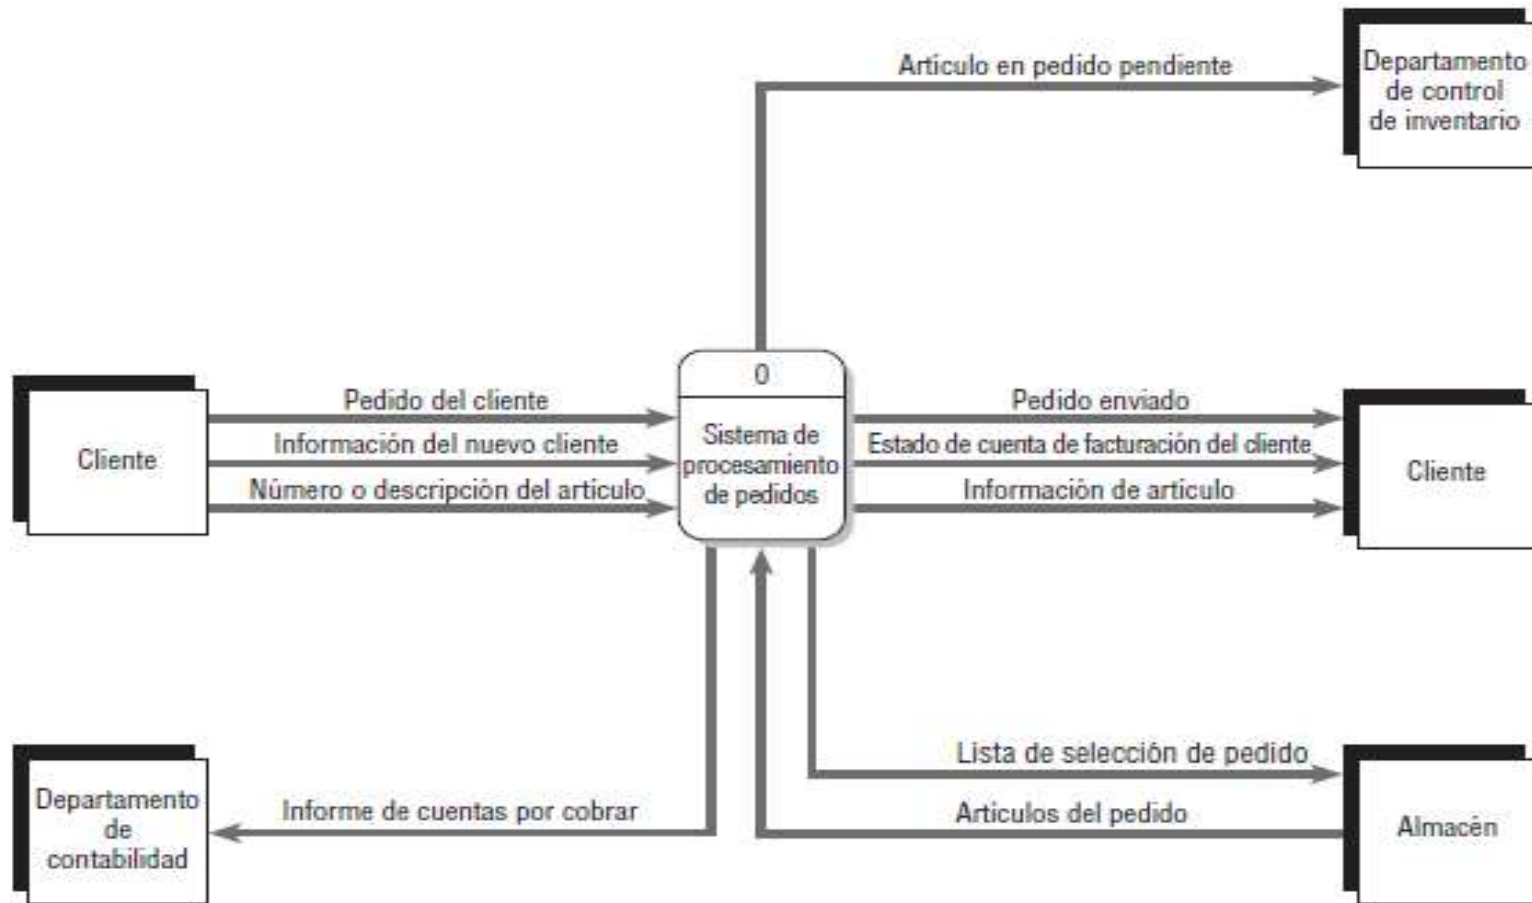 Artículo en pedido pendiente
Departamento
de control
de inventario
0
Sistema de
procesamiento
de pedidos
Cliente
Pedido del cliente
Información del nuevo cliente
Número o descripción del artículo
Pedido enviado
Estado de cuenta de facturación del cliente
Información de artículo
Cliente
Departamento
de
contabilidad
Informe de cuentas por cobrar
Lista de selección de pedido
Artículos del pedido
Almacén